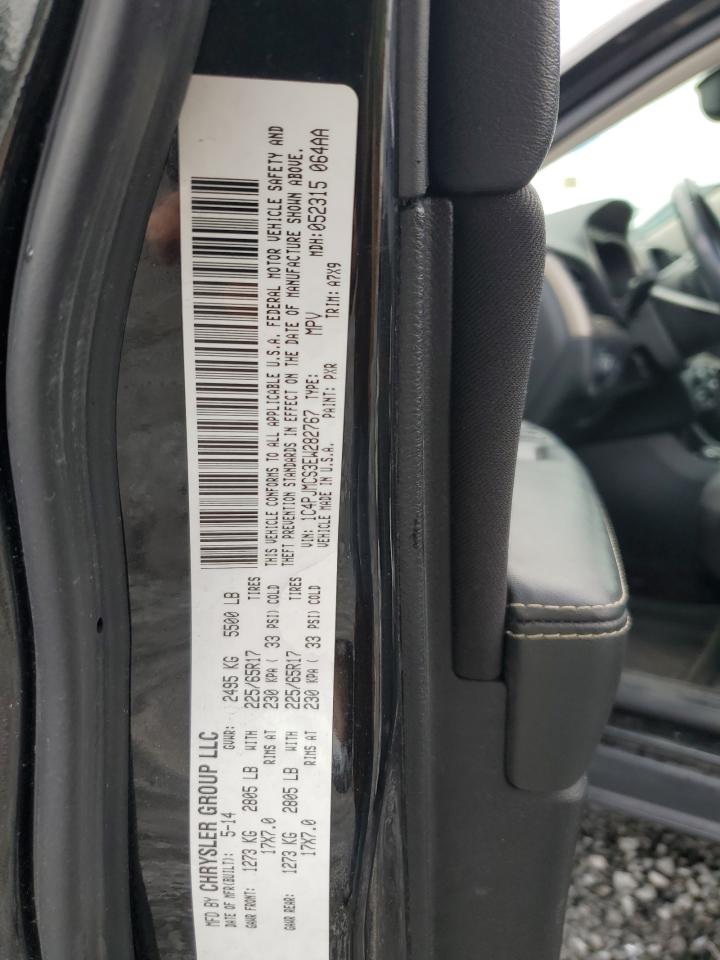 MFD BY CHRYSLER GROUP LLC
DATE OF MFR(BUILT): 5-14 GVWR: 2495 KG 5500 LB
GAWR FRONT: 1273 KG 2805 LB WITH 225/65R17 TIRES
17X7.0 RIMS AT 230 KPA ( 33 PSI) COLD
GAWR REAR: 1273 KG 2805 LB WITH 225/65R17 TIRES
17X7.0 RIMS AT 230 KPA ( 33 PSI) COLD
THIS VEHICLE CONFORMS TO ALL APPLICABLE U.S.A. FEDERAL MOTOR VEHICLE SAFETY AND
THEFT PREVENTION STANDARDS IN EFFECT ON THE DATE OF MANUFACTURE SHOWN ABOVE.
VIN: 1C4PJMCS3EW282767 TYPE: MPV MDH:052315 064AA
VEHICLE MADE IN U.S.A. PAINT: PXR TRIM: A7X9